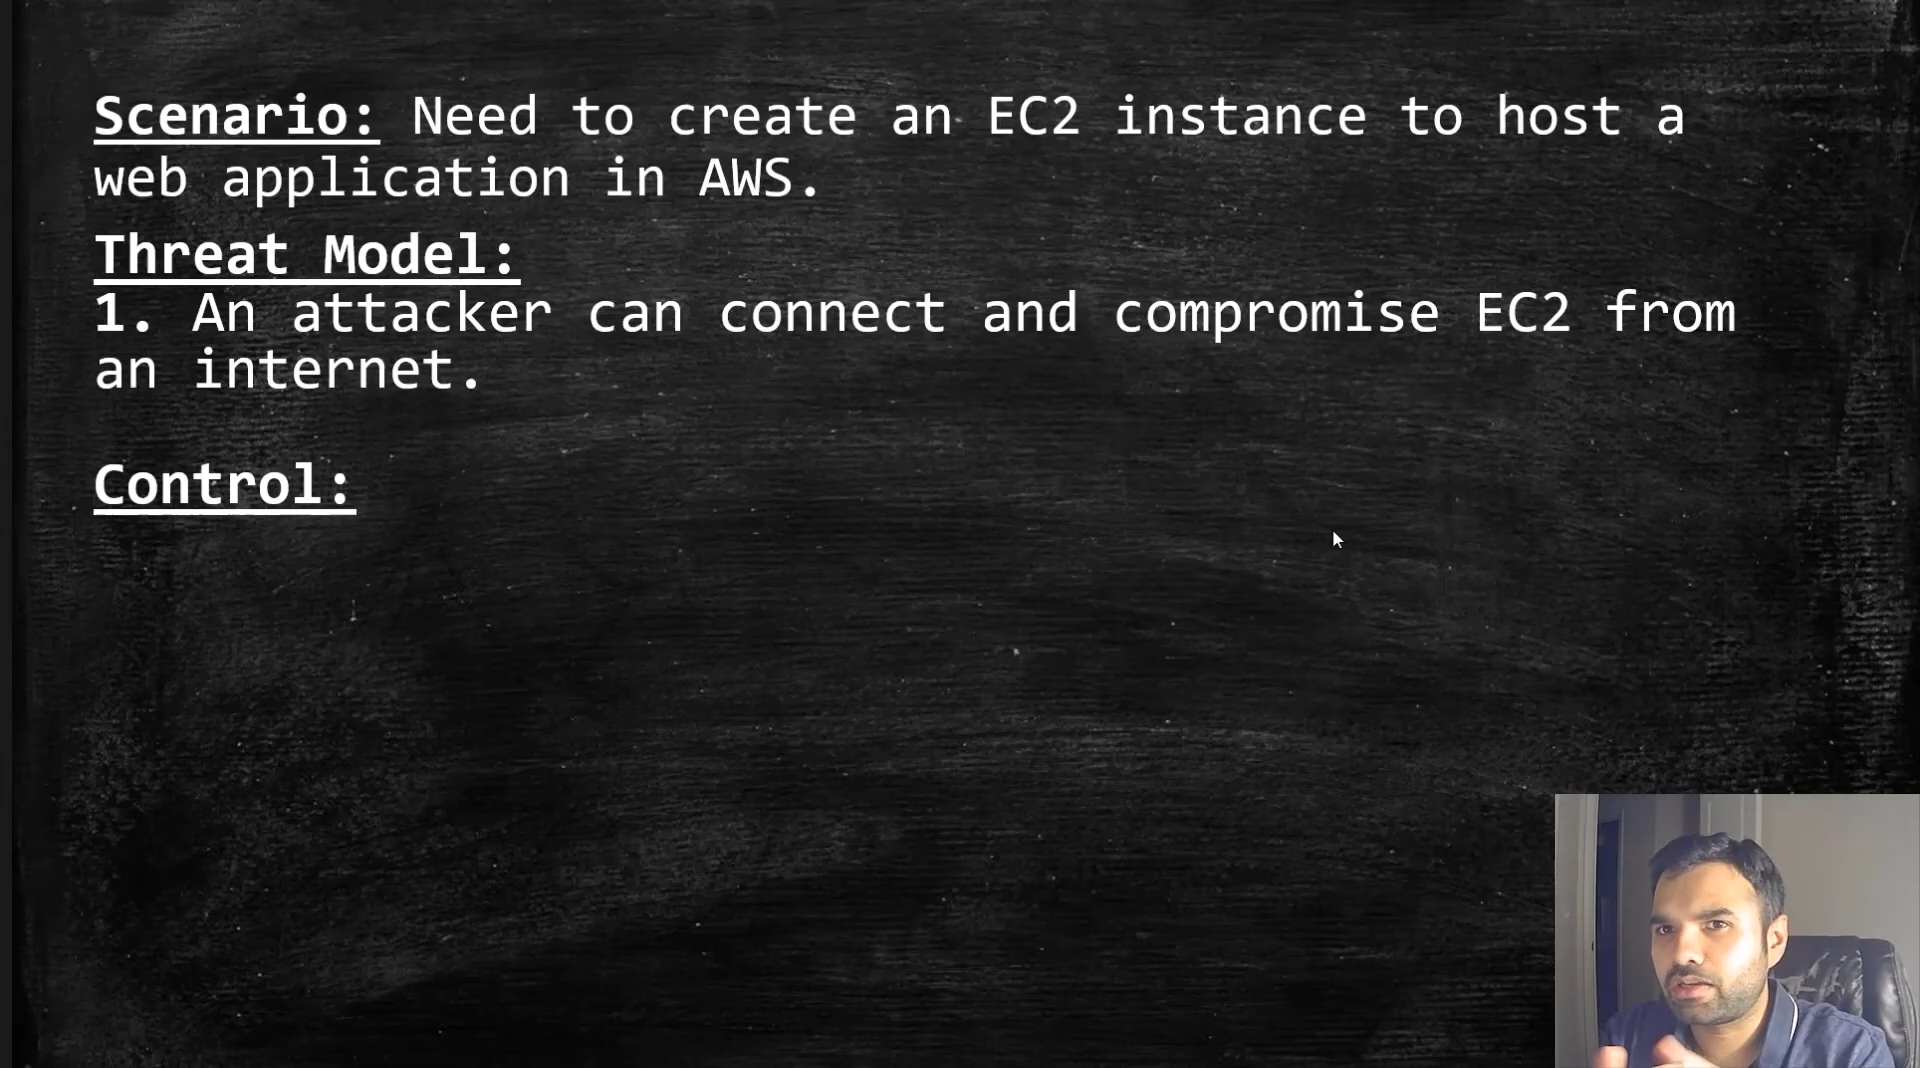 Scenario: Need to create an EC2 instance to host a
web application in AWS.
Threat Model:
1. An attacker can connect and compromise EC2 from
an internet.
Control: